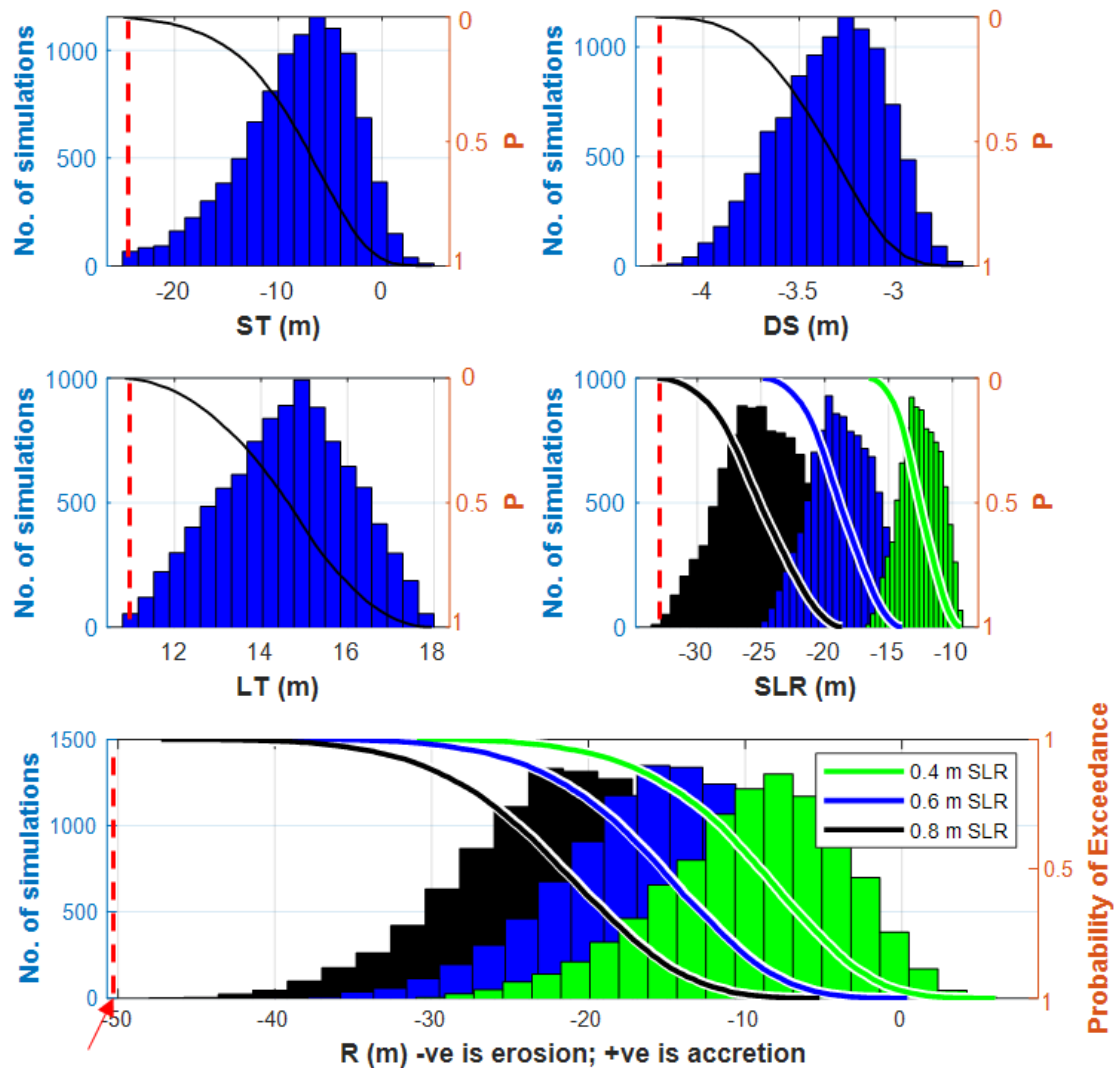 No. of simulations
1000
500
0
-20
-10
0
ST (m)
0
0.5
1
P
No. of simulations
1000
500
0
-4
-3.5
-3
DS (m)
0
0.5
1
P
No. of simulations
1000
500
0
12
14
16
18
LT (m)
0
0.5
1
P
No. of simulations
1000
500
0
-30
-25
-20
-15
-10
SLR (m)
0
0.5
1
P
No. of simulations
1500
1000
500
0
-50
-40
-30
-20
-10
0
R (m) -ve is erosion; +ve is accretion
0.4 m SLR
0.6 m SLR
0.8 m SLR
1
0.5
1
Probability of Exceedance